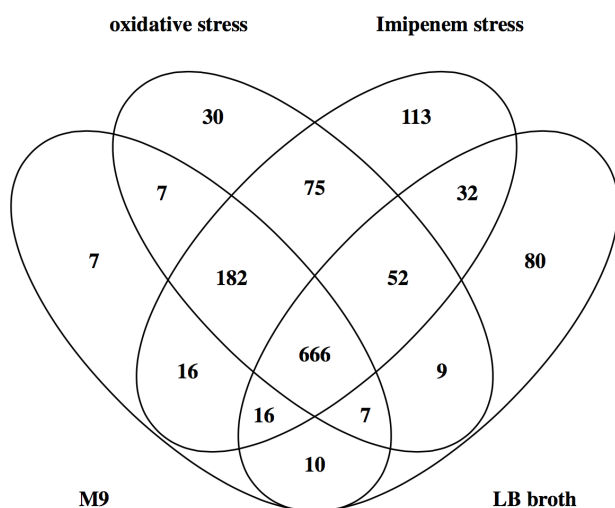 oxidative stress Imipenem stress
30 113
7 75 32
7 182 52 80
16 666 9
16 7
10
M9 LB broth